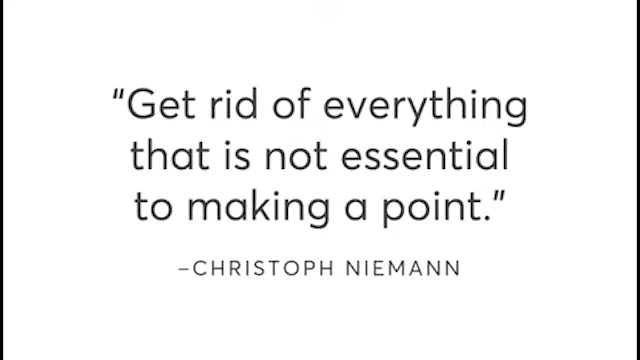 "Get rid of everything
that is not essential
to making a point."
–CHRISTOPH NIEMANN